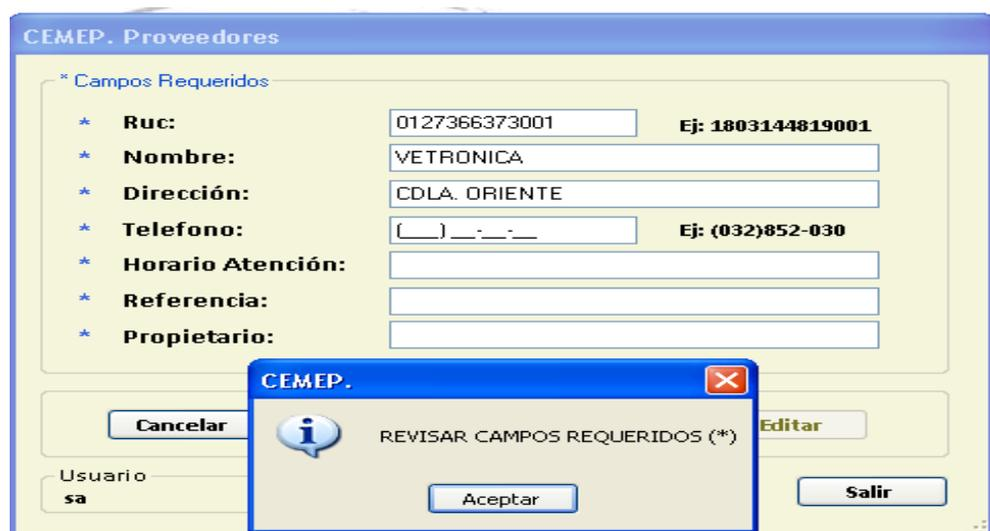 CEMEP. Proveedores
* Campos Requeridos
* Ruc: 0127366373001 Ej: 1803144819001
* Nombre: VETRONICA
* Dirección: CDLA. ORIENTE
* Telefono: (___) __-__-__ Ej: (032)852-030
* Horario Atención:
* Referencia:
* Propietario:
CEMEP.
REVISAR CAMPOS REQUERIDOS (*)
Aceptar
Cancelar
Editar
Usuario
sa
Salir